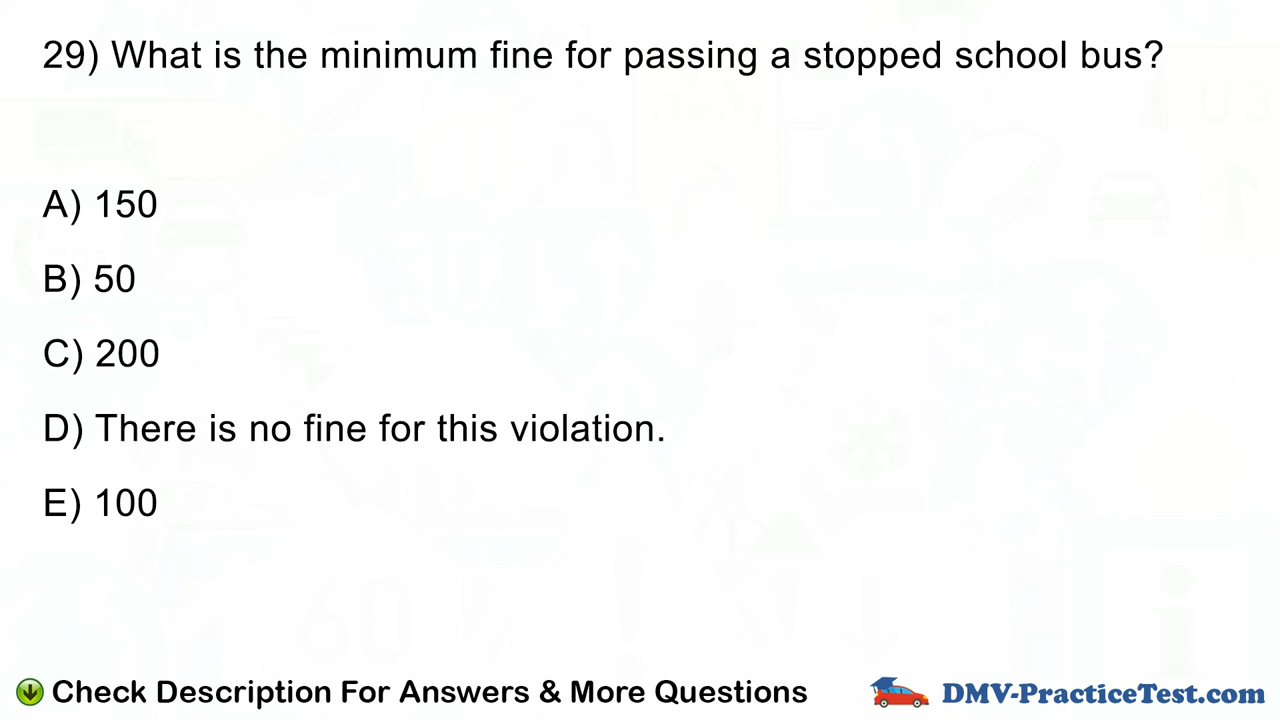 29) What is the minimum fine for passing a stopped school bus?
A) 150
B) 50
C) 200
D) There is no fine for this violation.
E) 100
Check Description For Answers & More Questions
DMV-PracticeTest.com